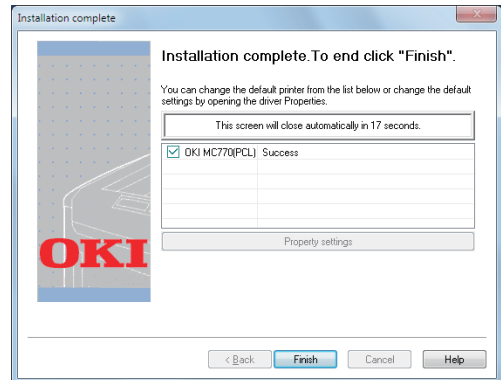 Installation complete
Installation complete.To end click "Finish".
You can change the default printer from the list below or change the default
settings by opening the driver Properties.
This screen will close automatically in 17 seconds.
OKI MC770(PCL) Success
Property settings
OKI
< Back Finish Cancel Help